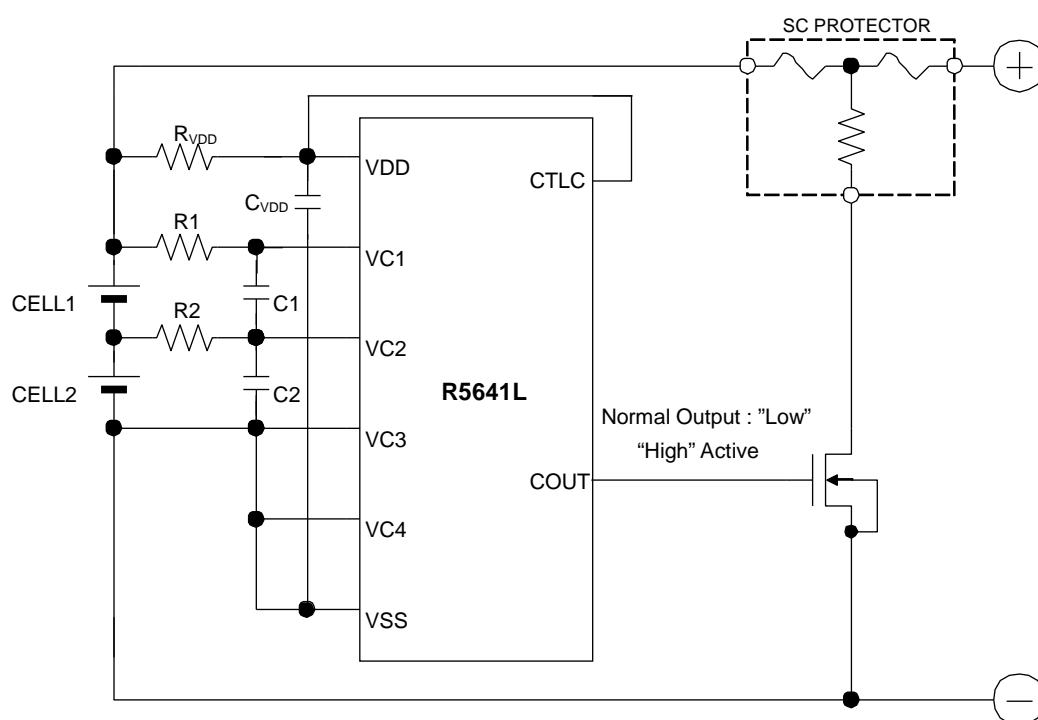 SC PROTECTOR
+
RVDD
VDD
CTLC
CVDD
R1
VC1
CELL1
C1
R2
VC2
CELL2
C2
R5641L
VC3
Normal Output : ”Low”
“High” Active
COUT
VC4
VSS
−